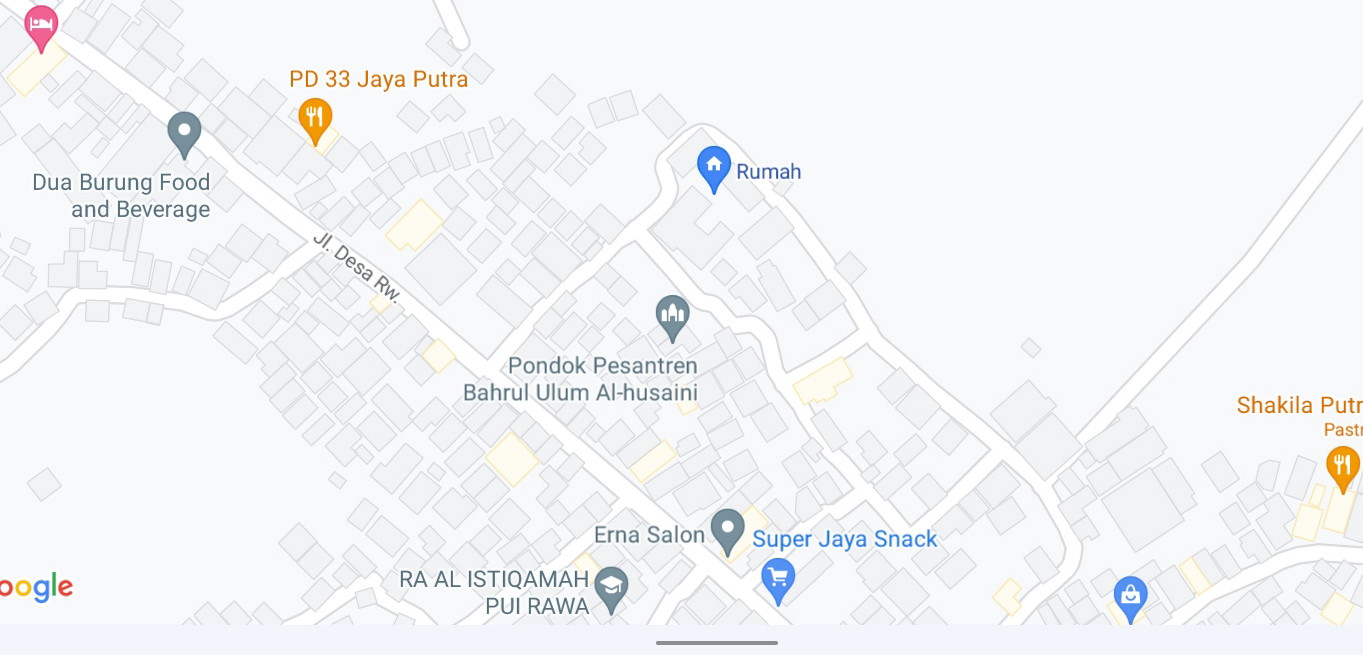 PD 33 Jaya Putra
Dua Burung Food
and Beverage
Rumah
Jl. Desa Rw.
Pondok Pesantren
Bahrul Ulum Al-husaini
Shakila Putr
Pastr
Erna Salon
Super Jaya Snack
RA AL ISTIQAMAH
PUI RAWA
oogle